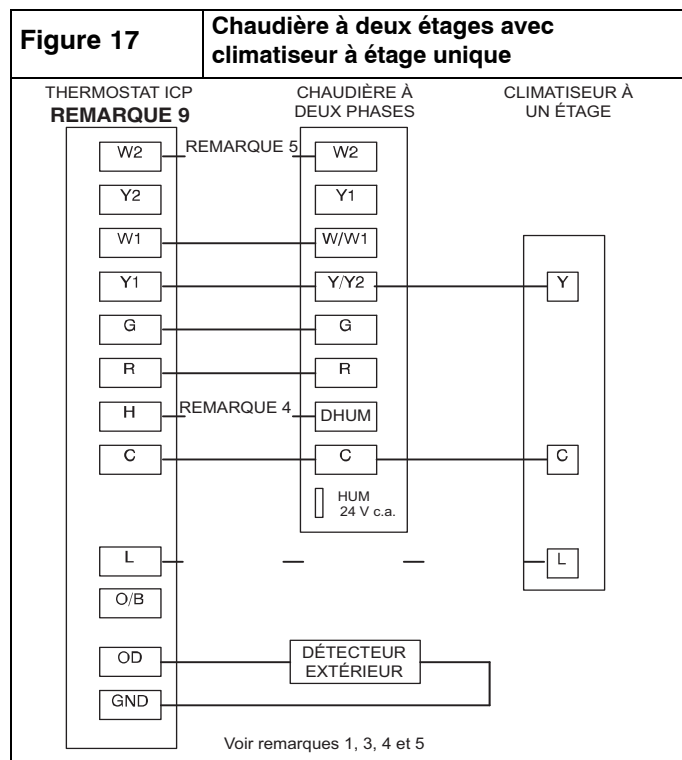 Figure 17
Chaudière à deux étages avec
climatiseur à étage unique
THERMOSTAT ICP
REMARQUE 9
CHAUDIÈRE À
DEUX PHASES
CLIMATISEUR À
UN ÉTAGE
W2 REMARQUE 5 W2
Y2 Y1
W1 W/W1
Y1 Y/Y2 Y
G G
R R
H REMARQUE 4 DHUM
C C C
HUM
24 V c.a.
L L
O/B
OD DÉTECTEUR
EXTÉRIEUR
GND
Voir remarques 1, 3, 4 et 5